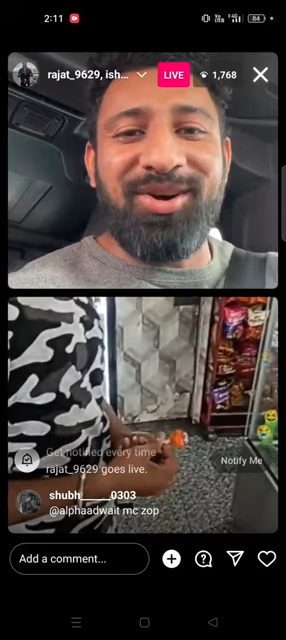 2:11
84
rajat_9629, ish...
LIVE
1,768
Get notified every time
rajat_9629 goes live.
Notify Me
shubh_____0303
@alphaadwait mc zop
Add a comment...